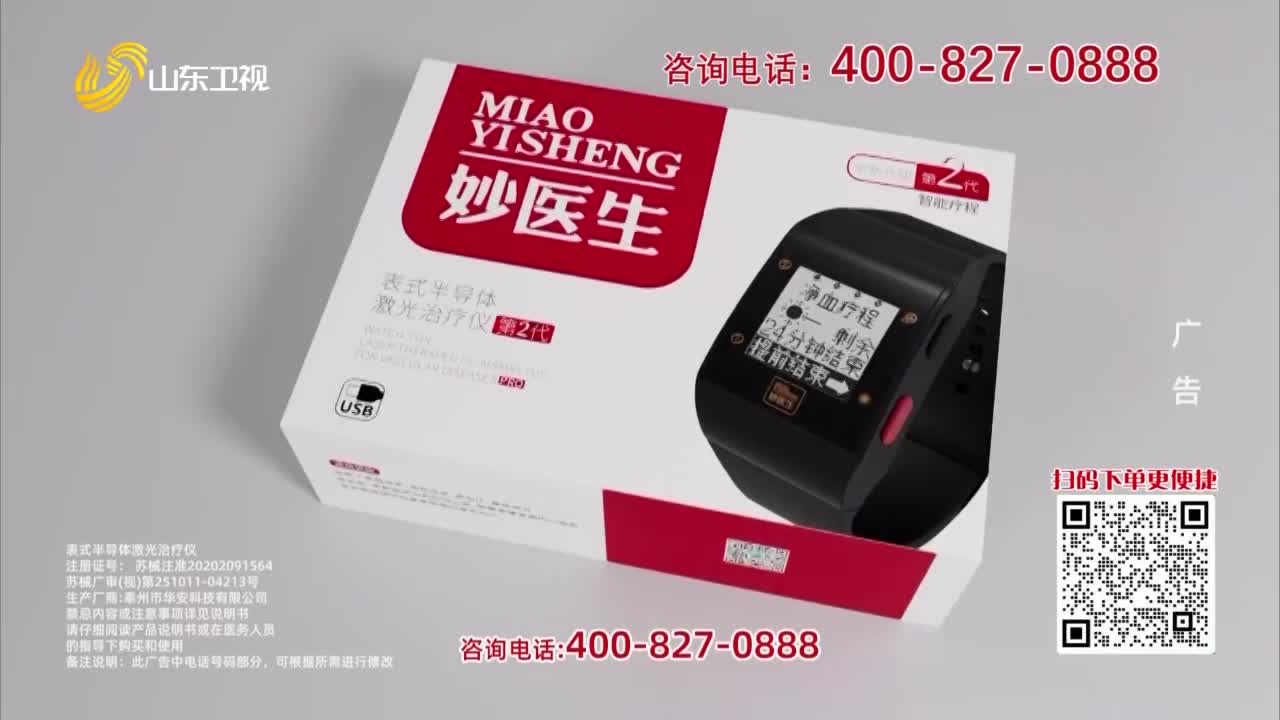 山东卫视
咨询电话：400-827-0888
MIAO
YISHENG
妙医生
第2代
智能疗程
表式半导体
激光治疗仪 第2代
PRO
USB
净血疗程
剩余
24分钟结束
提前结束
妙医生
广告
扫码下单更便捷
表式半导体激光治疗仪
注册证号： 苏械注准20202091564
苏械广审(视)第251011-04213号
生产厂商:泰州市华安科技有限公司
禁忌内容或注意事项详见说明书
请仔细阅读产品说明书或在医务人员
的指导下购买和使用
备注说明：此广告中电话号码部分，可根据所需进行修改
咨询电话:400-827-0888